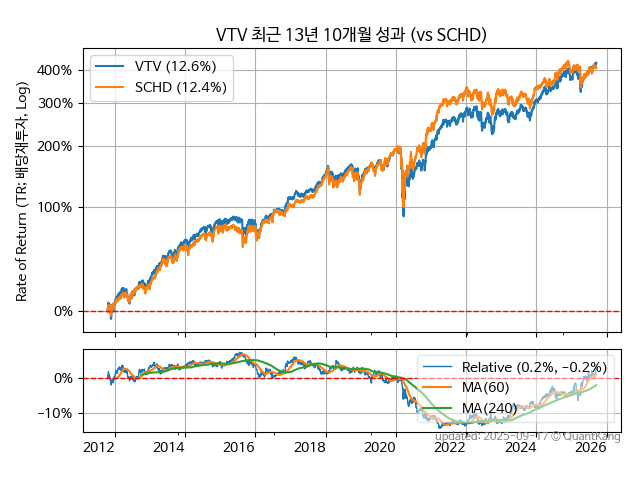 VTV 최근 13년 10개월 성과 (vs SCHD)
Rate of Return (TR; 배당재투자, Log)
400%
300%
200%
100%
0%
VTV (12.6%)
SCHD (12.4%)
0%
−10%
Relative (0.2%, −0.2%)
MA(60)
MA(240)
updated: 2025-09-17 © QuantKang
2012 2014 2016 2018 2020 2022 2024 2026